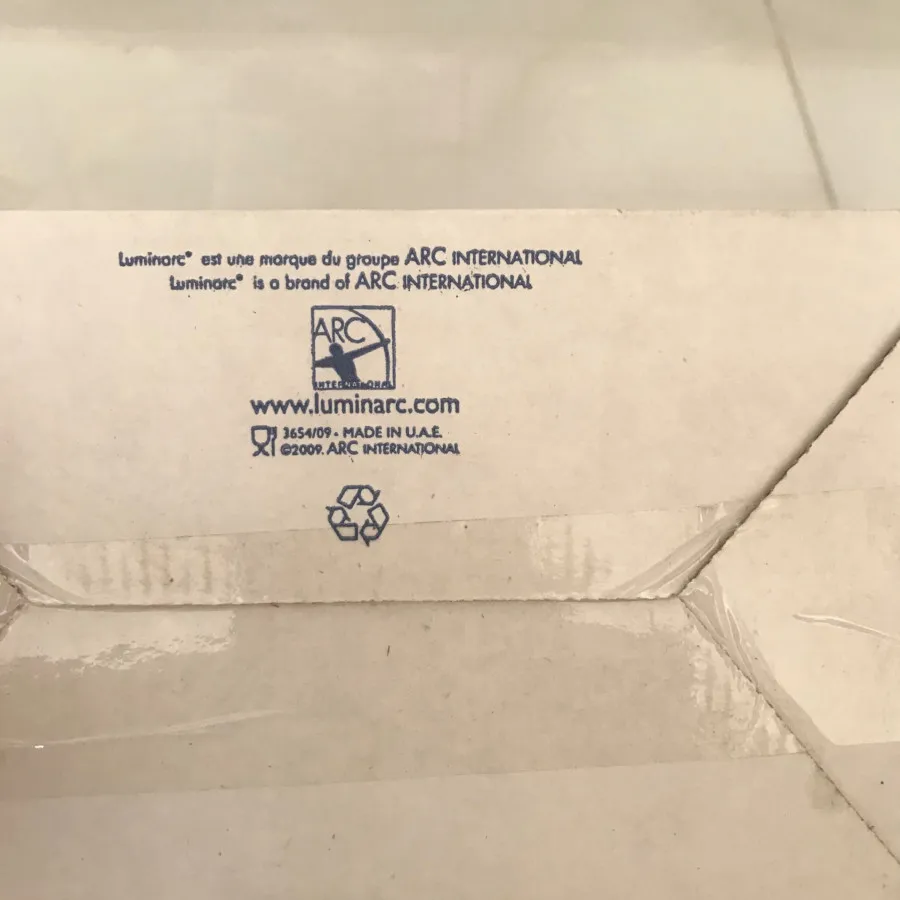 Luminarc® est une marque du groupe ARC INTERNATIONAL
Luminarc® is a brand of ARC INTERNATIONAL
ARC
INTERNATIONAL
www.luminarc.com
3654/09 - MADE IN U.A.E.
©2009. ARC INTERNATIONAL